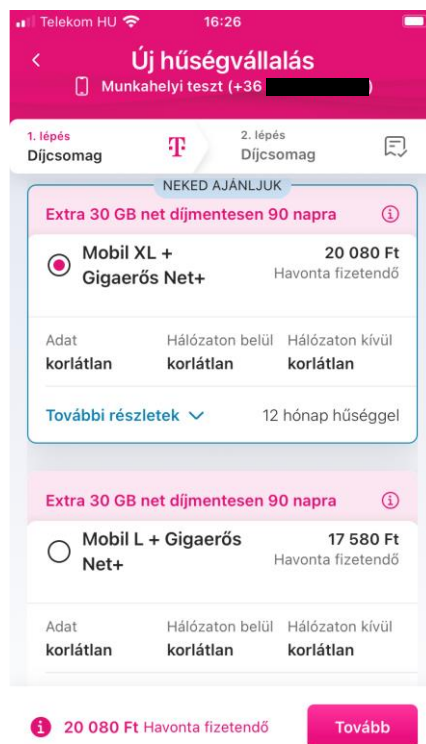 Telekom HU 16:26
Új hűségvállalás
Munkahelyi teszt (+36 )
1. lépés
Díjcsomag
2. lépés
Díjcsomag
NEKED AJÁNLJUK
Extra 30 GB net díjmentesen 90 napra
Mobil XL +
Gigaerős Net+
20 080 Ft
Havonta fizetendő
Adat Hálózaton belül Hálózaton kívül
korlátlan korlátlan korlátlan
További részletek 12 hónap hűséggel
Extra 30 GB net díjmentesen 90 napra
Mobil L + Gigaerős
Net+
17 580 Ft
Havonta fizetendő
Adat Hálózaton belül Hálózaton kívül
korlátlan korlátlan korlátlan
20 080 Ft Havonta fizetendő Tovább